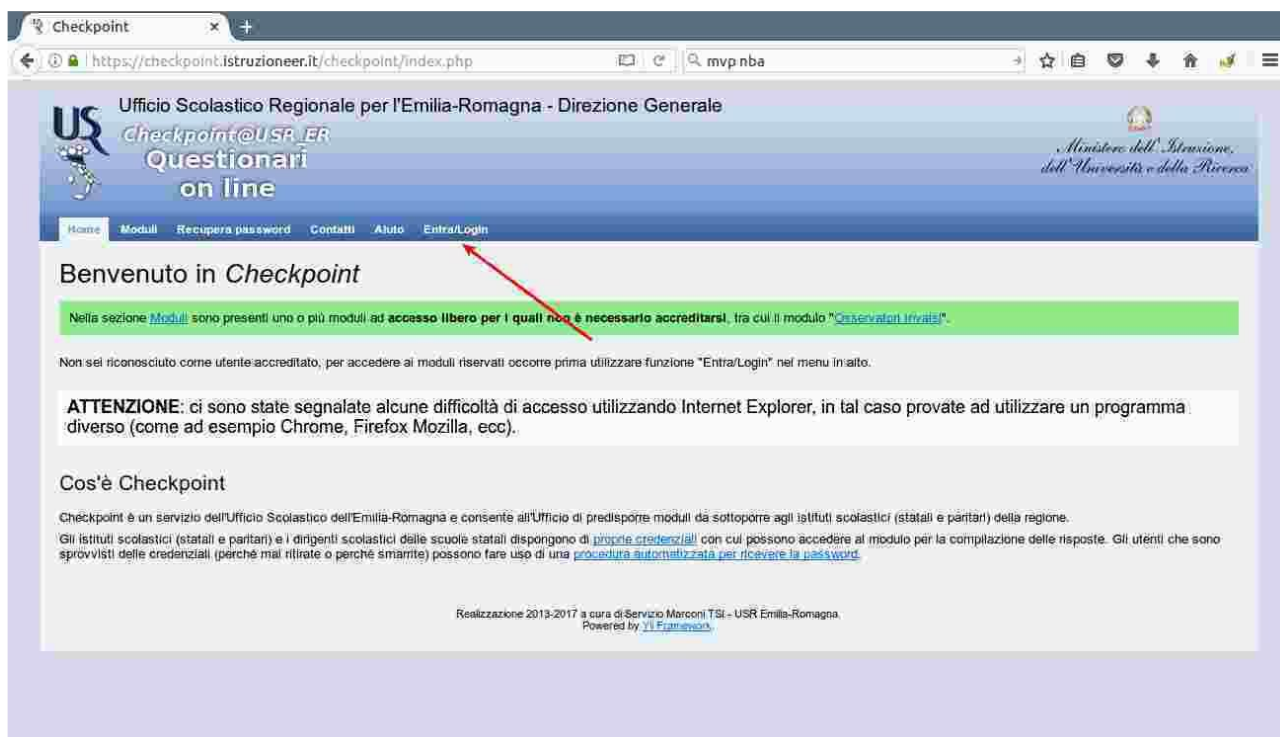 Checkpoint
https://checkpoint.istruzioneer.it/checkpoint/index.php
mvp nba
Ufficio Scolastico Regionale per l'Emilia-Romagna - Direzione Generale
US
Checkpoint@USR_ER
Questionari
on line
Ministero dell'Istruzione,
dell'Università e della Ricerca
Home Moduli Recupera password Contatti Aiuto Entra/Login
Benvenuto in Checkpoint
Nella sezione Moduli sono presenti uno o più moduli ad accesso libero per i quali non è necessario accreditarsi, tra cui il modulo "Osservatori Invalsi".
Non sei riconosciuto come utente accreditato, per accedere ai moduli riservati occorre prima utilizzare funzione "Entra/Login" nel menu in alto.
ATTENZIONE: ci sono state segnalate alcune difficoltà di accesso utilizzando Internet Explorer, in tal caso provate ad utilizzare un programma
diverso (come ad esempio Chrome, Firefox Mozilla, ecc).
Cos'è Checkpoint
Checkpoint è un servizio dell'Ufficio Scolastico dell'Emilia-Romagna e consente all'Ufficio di predisporre moduli da sottoporre agli istituti scolastici (statali e paritari) della regione.
Gli istituti scolastici (statali e paritari) e i dirigenti scolastici delle scuole statali dispongono di proprie credenziali con cui possono accedere al modulo per la compilazione delle risposte. Gli utenti che sono
sprovvisti delle credenziali (perché mai ritirate o perché smarrite) possono fare uso di una procedura automatizzata per ricevere la password.
Realizzazione 2013-2017 a cura di Servizio Marconi TSI - USR Emilia-Romagna.
Powered by Yii Framework.